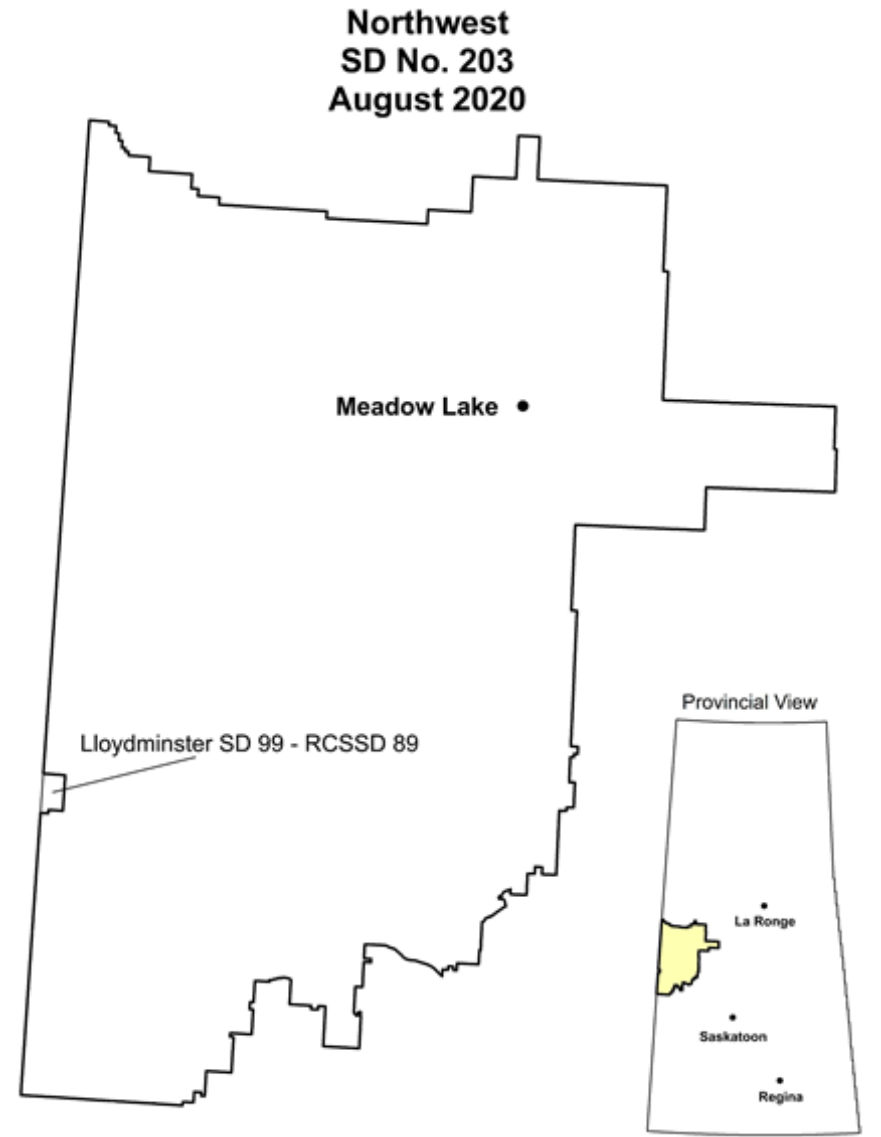 Northwest
SD No. 203
August 2020
Meadow Lake
Lloydminster SD 99 - RCSSD 89
Provincial View
La Ronge
Saskatoon
Regina